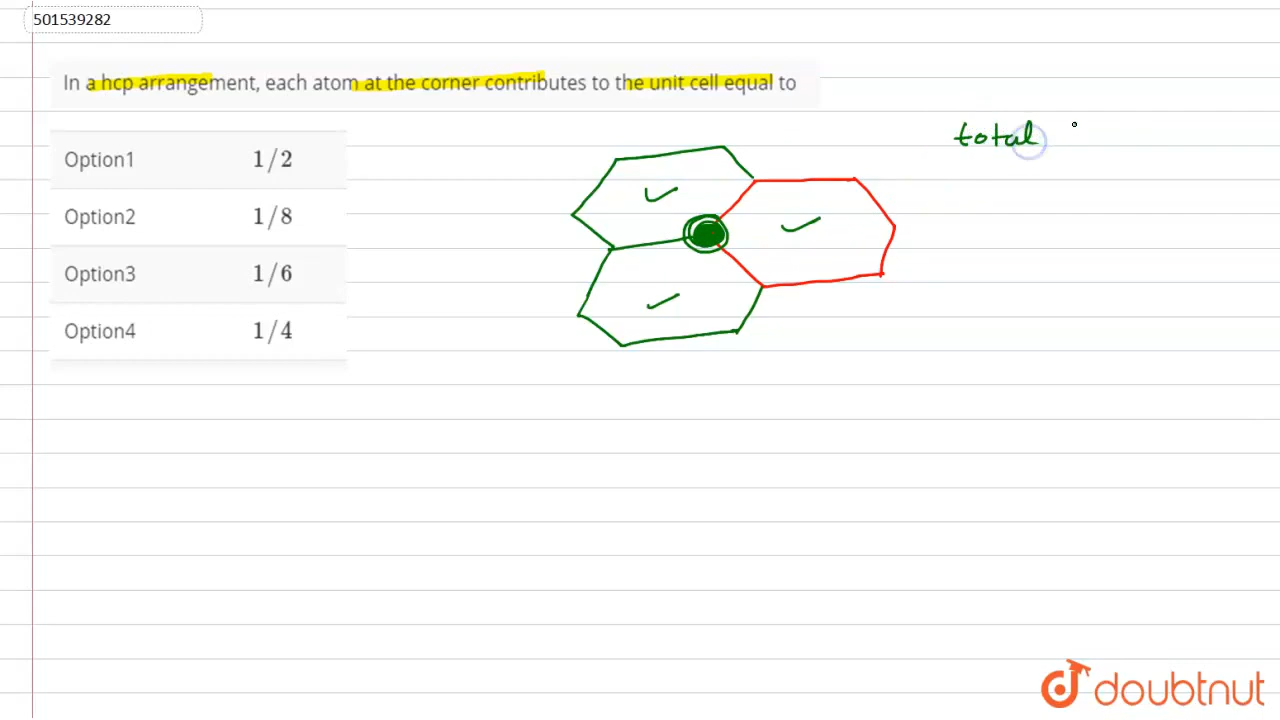 501539282
In a hcp arrangement, each atom at the corner contributes to the unit cell equal to
total
Option1 1/2
Option2 1/8
Option3 1/6
Option4 1/4
doubtnut